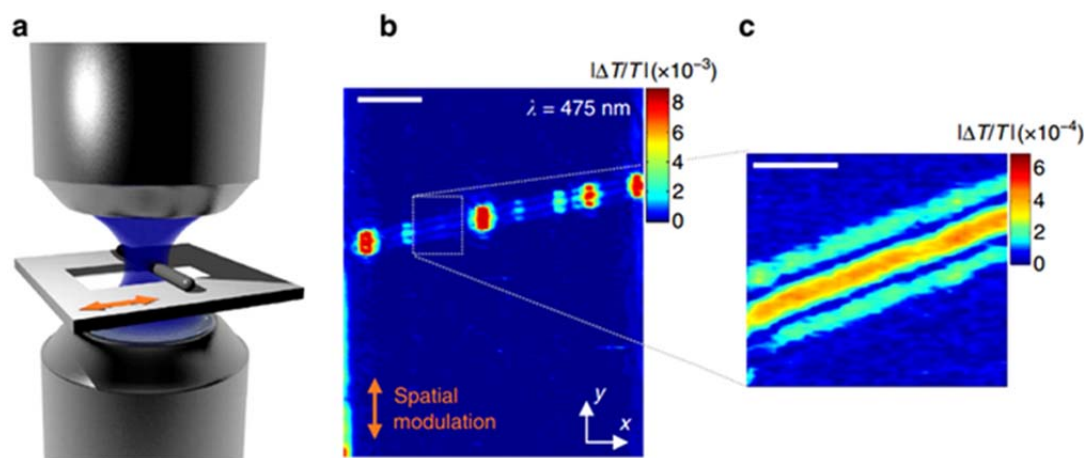 a
b
c
|ΔT/T| (×10⁻³)
λ = 475 nm
8
6
4
2
0
|ΔT/T| (×10⁻⁴)
6
4
2
0
Spatial
modulation
y
x